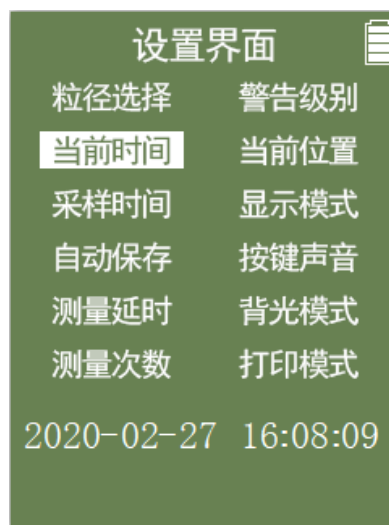 设置界面
粒径选择 警告级别
当前时间 当前位置
采样时间 显示模式
自动保存 按键声音
测量延时 背光模式
测量次数 打印模式
2020-02-27 16:08:09